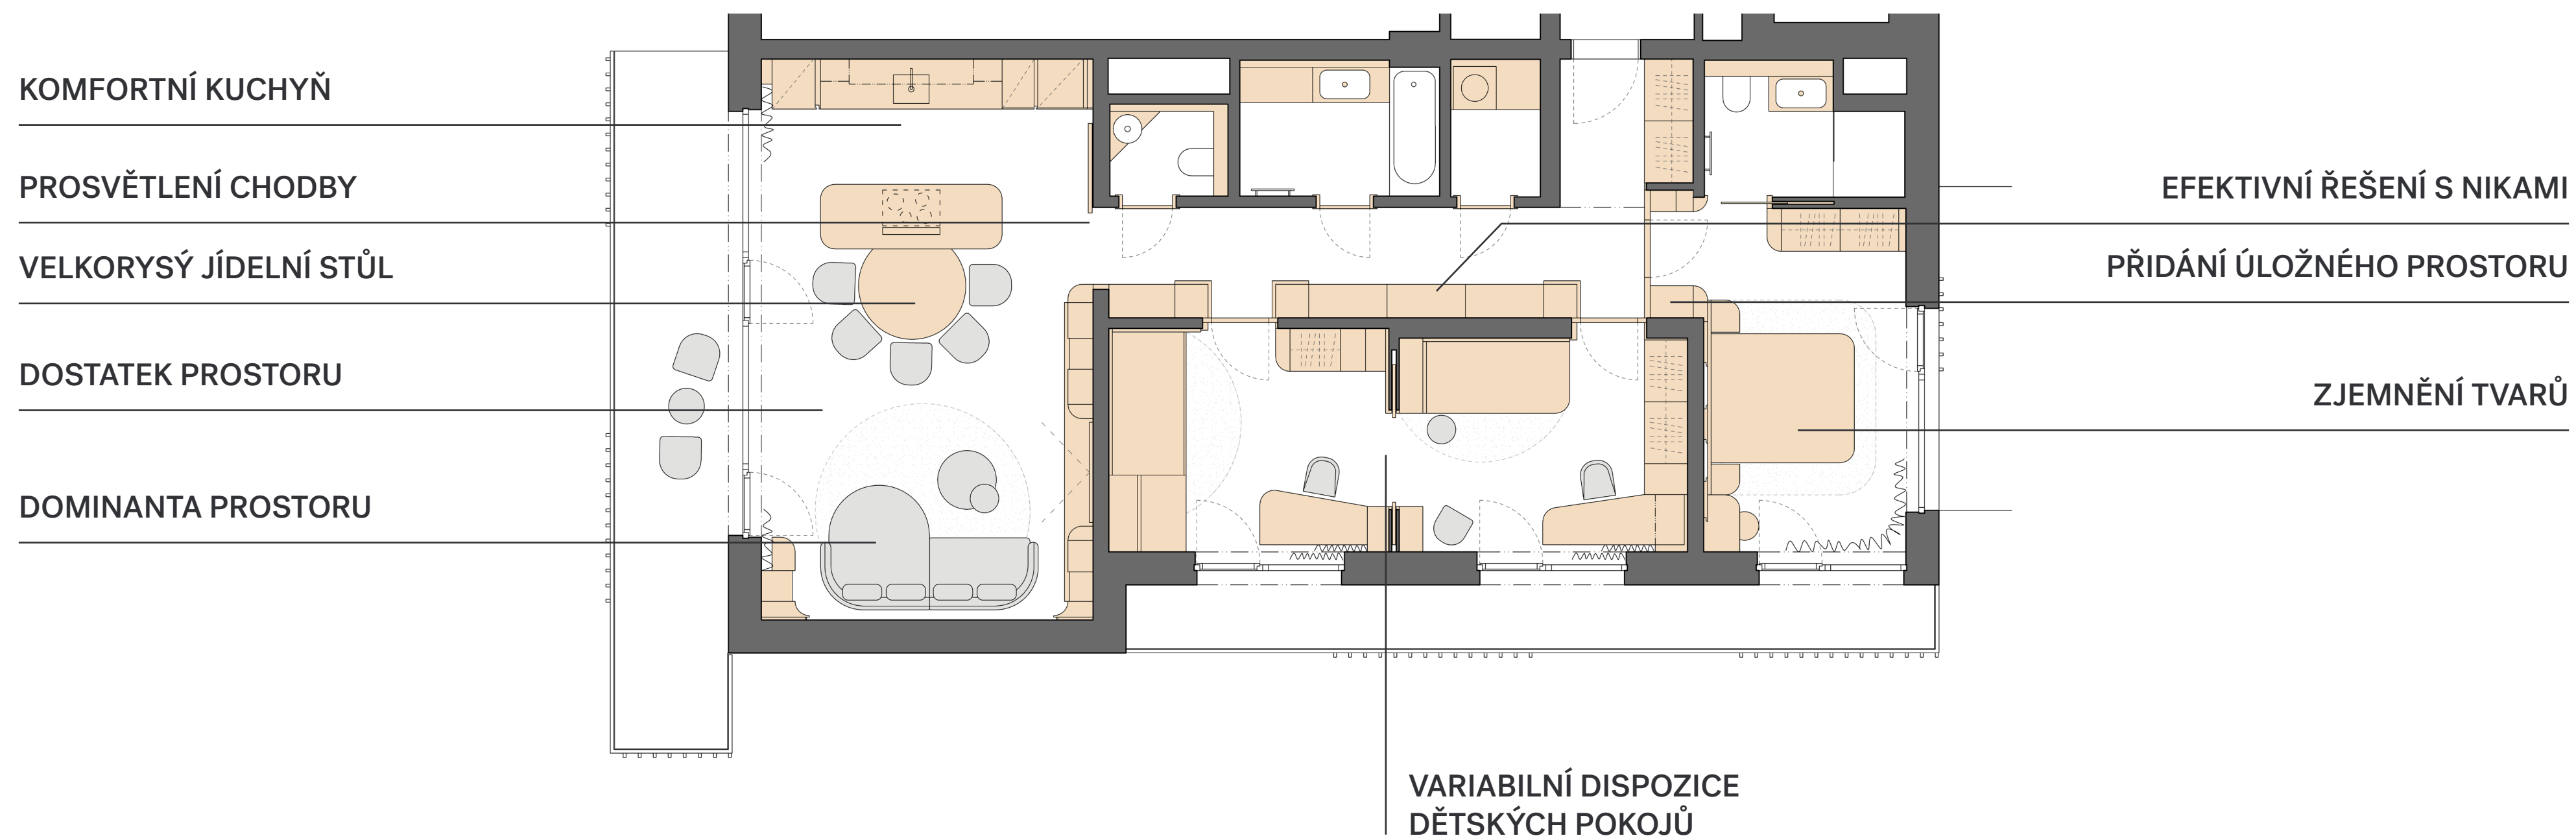 KOMFORTNÍ KUCHYŇ
PROSVĚTLENÍ CHODBY
VELKORYSÝ JÍDELNÍ STŮL
DOSTATEK PROSTORU
DOMINANTA PROSTORU
EFEKTIVNÍ ŘEŠENÍ S NIKAMI
PŘIDÁNÍ ÚLOŽNÉHO PROSTORU
ZJEMNĚNÍ TVARŮ
VARIABILNÍ DISPOZICE
DĚTSKÝCH POKOJŮ